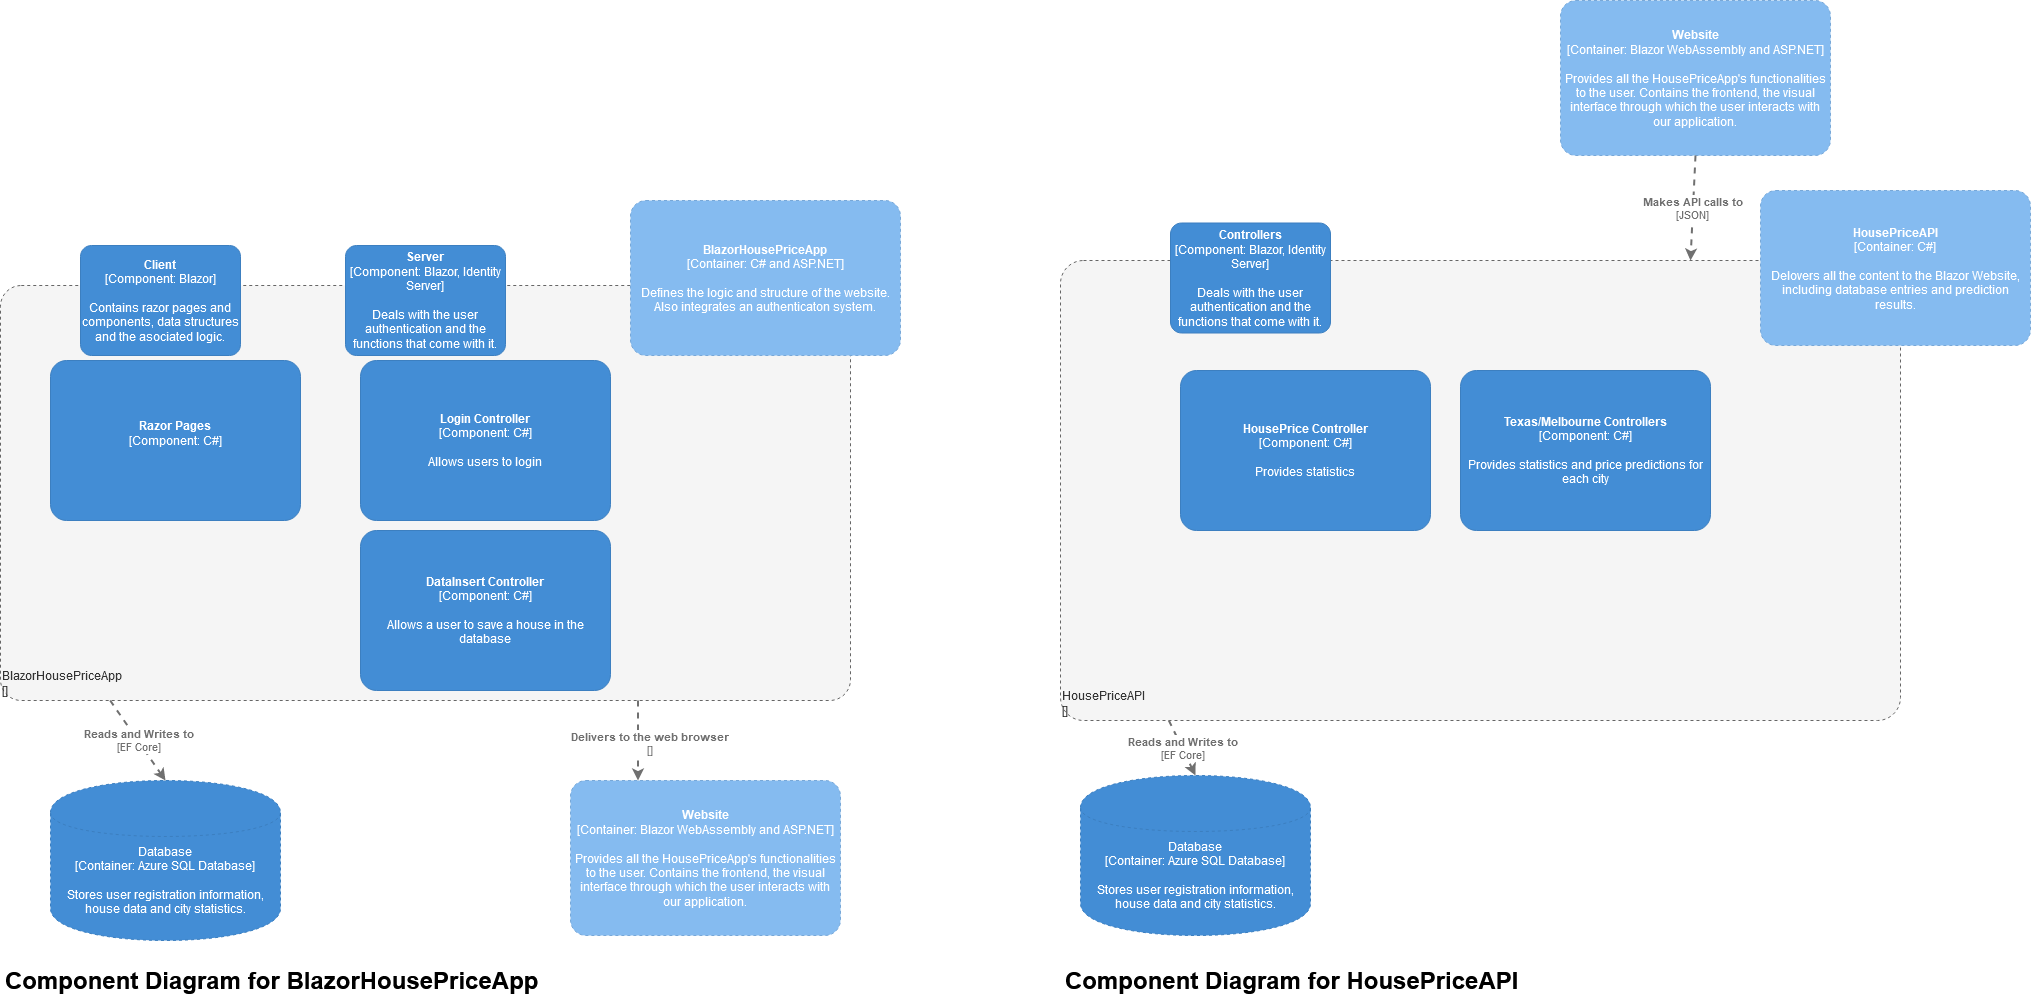 Client
[Component: Blazor]
Contains razor pages and
components, data structures
and the asociated logic.
Server
[Component: Blazor, Identity
Server]
Deals with the user
authentication and the
functions that come with it.
BlazorHousePriceApp
[Container: C# and ASP.NET]
Defines the logic and structure of the website.
Also integrates an authenticaton system.
Razor Pages
[Component: C#]
Login Controller
[Component: C#]
Allows users to login
DataInsert Controller
[Component: C#]
Allows a user to save a house in the
database
BlazorHousePriceApp
[]
Reads and Writes to
[EF Core]
Delivers to the web browser
[]
Database
[Container: Azure SQL Database]
Stores user registration information,
house data and city statistics.
Website
[Container: Blazor WebAssembly and ASP.NET]
Provides all the HousePriceApp's functionalities
to the user. Contains the frontend, the visual
interface through which the user interacts with
our application.
Component Diagram for BlazorHousePriceApp
Website
[Container: Blazor WebAssembly and ASP.NET]
Provides all the HousePriceApp's functionalities
to the user. Contains the frontend, the visual
interface through which the user interacts with
our application.
Makes API calls to
[JSON]
Controllers
[Component: Blazor, Identity
Server]
Deals with the user
authentication and the
functions that come with it.
HousePriceAPI
[Container: C#]
Delovers all the content to the Blazor Website,
including database entries and prediction
results.
HousePrice Controller
[Component: C#]
Provides statistics
Texas/Melbourne Controllers
[Component: C#]
Provides statistics and price predictions for
each city
HousePriceAPI
[]
Reads and Writes to
[EF Core]
Database
[Container: Azure SQL Database]
Stores user registration information,
house data and city statistics.
Component Diagram for HousePriceAPI